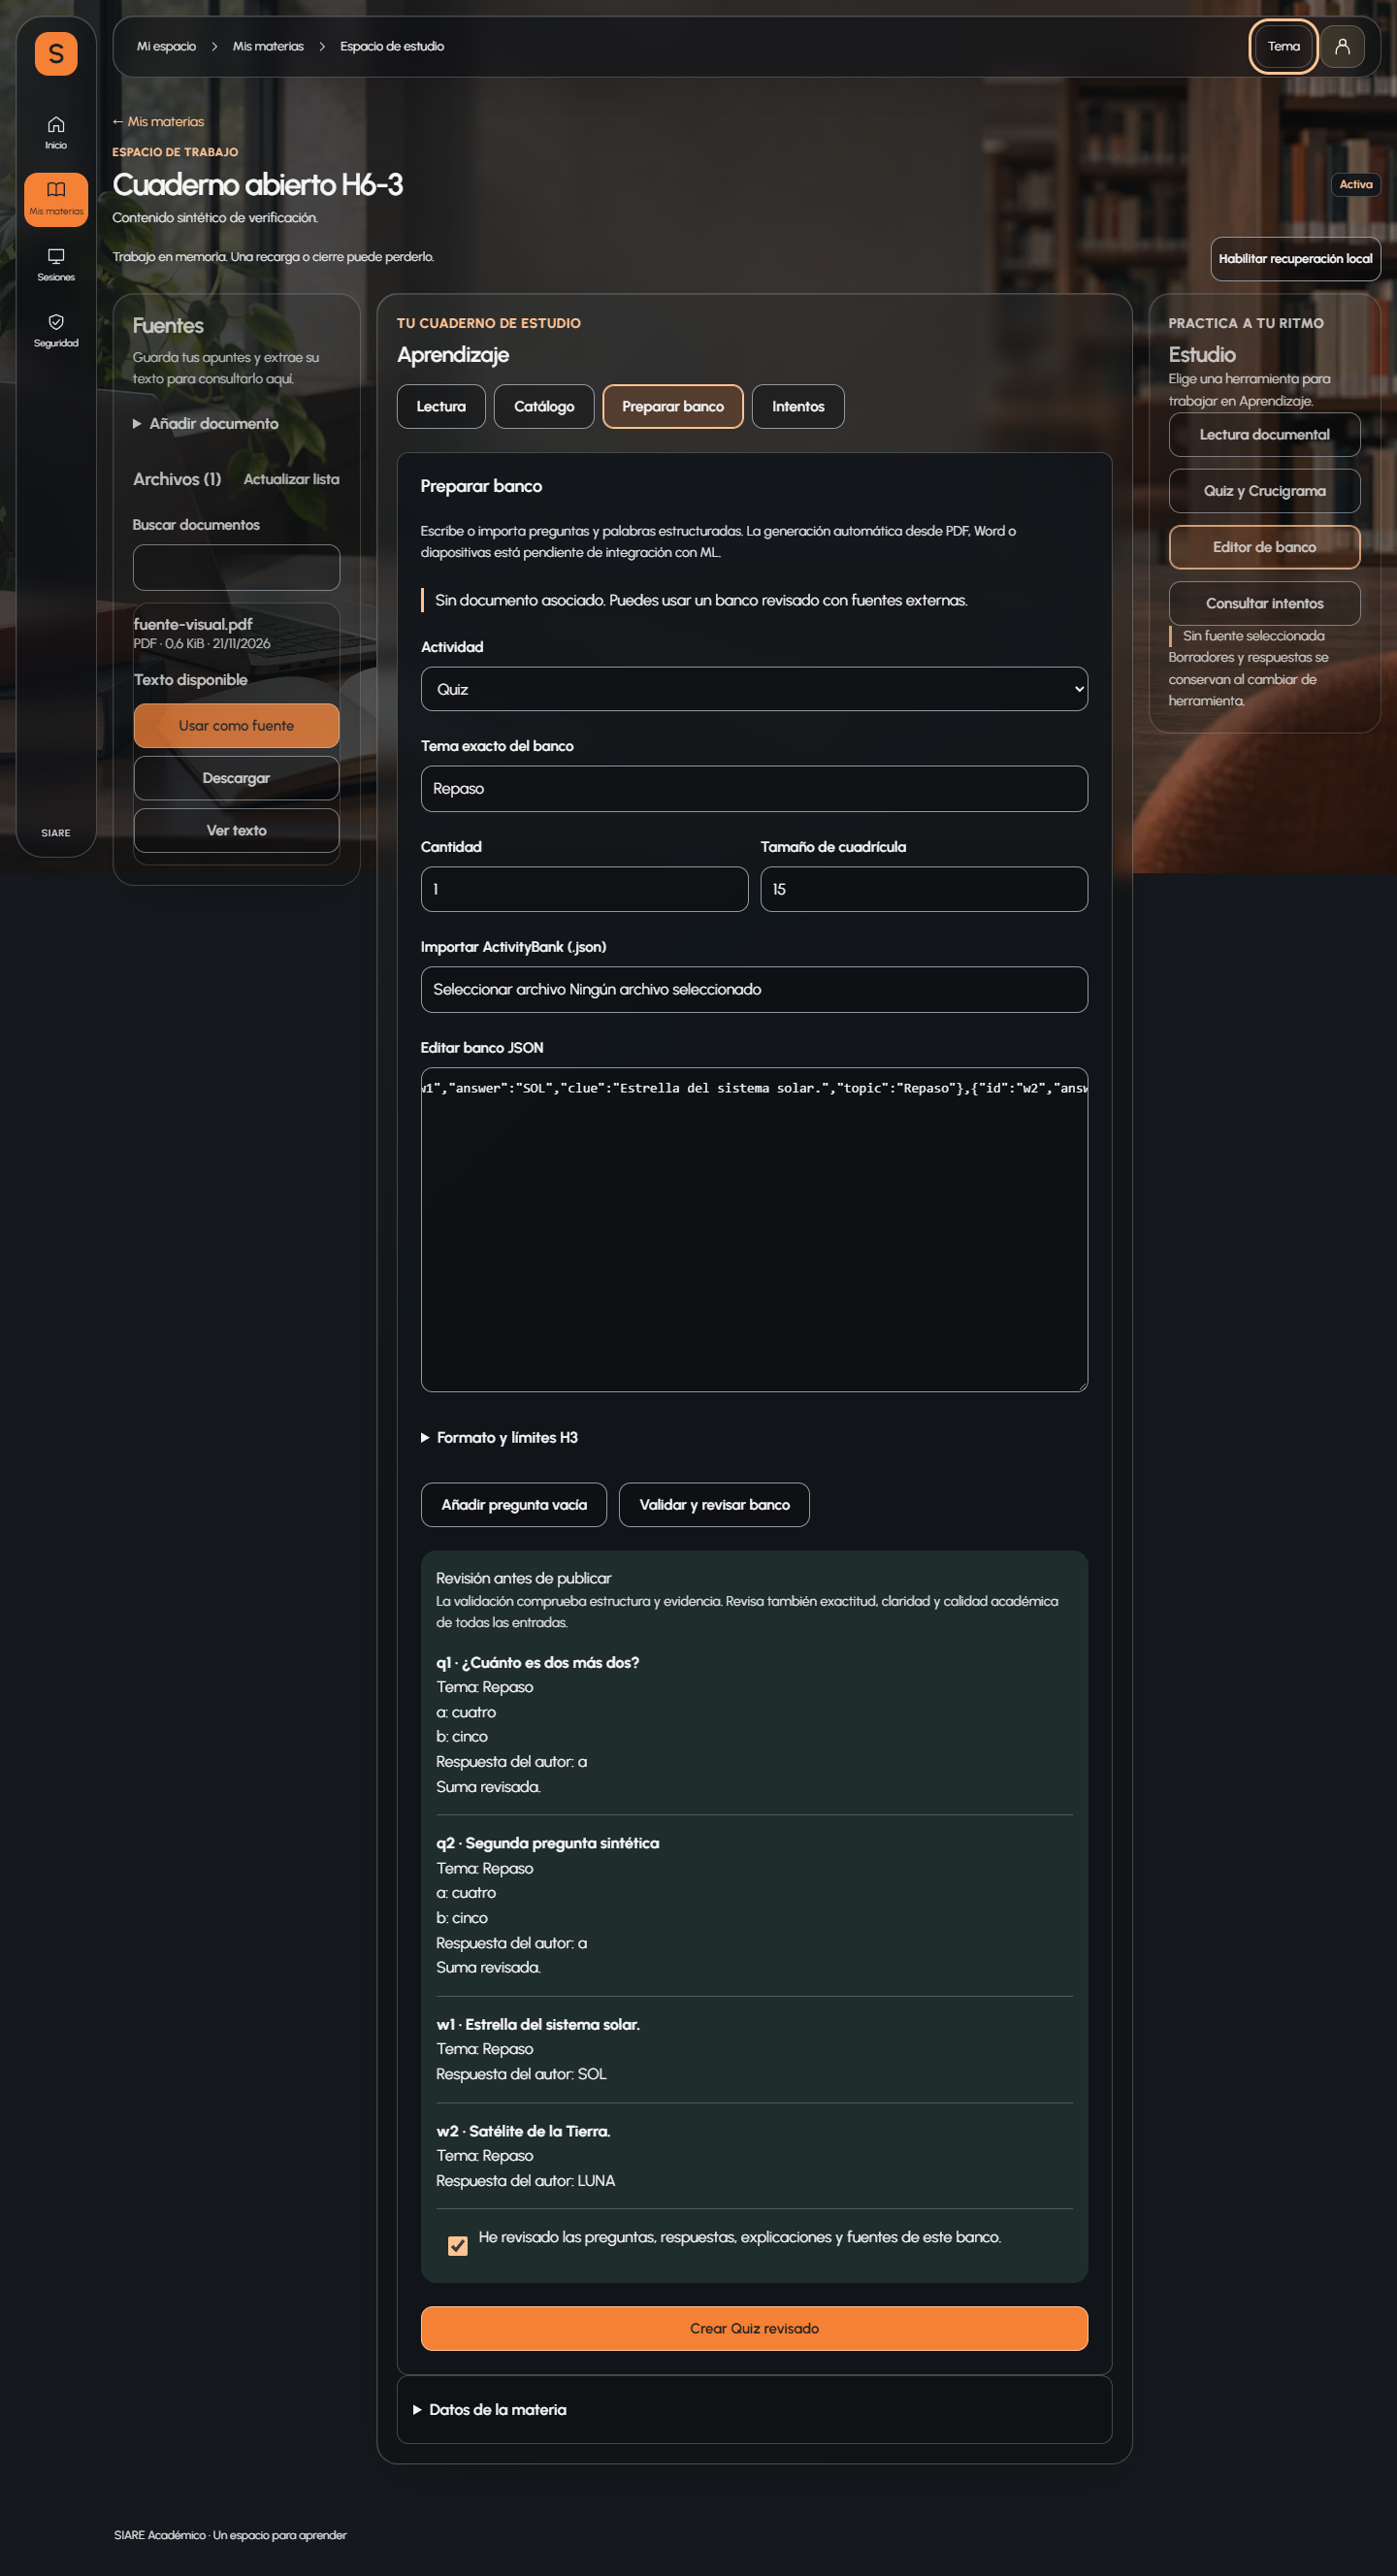 S
Inicio
Mis materias
Sesiones
Seguridad
SIARE
Mi espacio > Mis materias > Espacio de estudio
Tema
← Mis materias
ESPACIO DE TRABAJO
Cuaderno abierto H6-3
Activa
Contenido sintético de verificación.
Trabajo en memoria. Una recarga o cierre puede perderlo.
Habilitar recuperación local
Fuentes
Guarda tus apuntes y extrae su
texto para consultarlo aquí.
▶ Añadir documento
Archivos (1)
Actualizar lista
Buscar documentos
fuente-visual.pdf
PDF · 0,6 KiB · 21/11/2026
Texto disponible
Usar como fuente
Descargar
Ver texto
TU CUADERNO DE ESTUDIO
Aprendizaje
Lectura
Catálogo
Preparar banco
Intentos
Preparar banco
Escribe o importa preguntas y palabras estructuradas. La generación automática desde PDF, Word o
diapositivas está pendiente de integración con ML.
Sin documento asociado. Puedes usar un banco revisado con fuentes externas.
Actividad
Quiz
Tema exacto del banco
Repaso
Cantidad
Tamaño de cuadrícula
1
15
Importar ActivityBank (.json)
Seleccionar archivo Ningún archivo seleccionado
Editar banco JSON
w1","answer":"SOL","clue":"Estrella del sistema solar.","topic":"Repaso"},{"id":"w2","answ
▶ Formato y límites H3
Añadir pregunta vacía
Validar y revisar banco
Revisión antes de publicar
La validación comprueba estructura y evidencia. Revisa también exactitud, claridad y calidad académica
de todas las entradas.
q1 · ¿Cuánto es dos más dos?
Tema: Repaso
a: cuatro
b: cinco
Respuesta del autor: a
Suma revisada.
q2 · Segunda pregunta sintética
Tema: Repaso
a: cuatro
b: cinco
Respuesta del autor: a
Suma revisada.
w1 · Estrella del sistema solar.
Tema: Repaso
Respuesta del autor: SOL
w2 · Satélite de la Tierra.
Tema: Repaso
Respuesta del autor: LUNA
He revisado las preguntas, respuestas, explicaciones y fuentes de este banco.
Crear Quiz revisado
▶ Datos de la materia
PRACTICA A TU RITMO
Estudio
Elige una herramienta para
trabajar en Aprendizaje.
Lectura documental
Quiz y Crucigrama
Editor de banco
Consultar intentos
Sin fuente seleccionada
Borradores y respuestas se
conservan al cambiar de
herramienta.
SIARE Académico · Un espacio para aprender